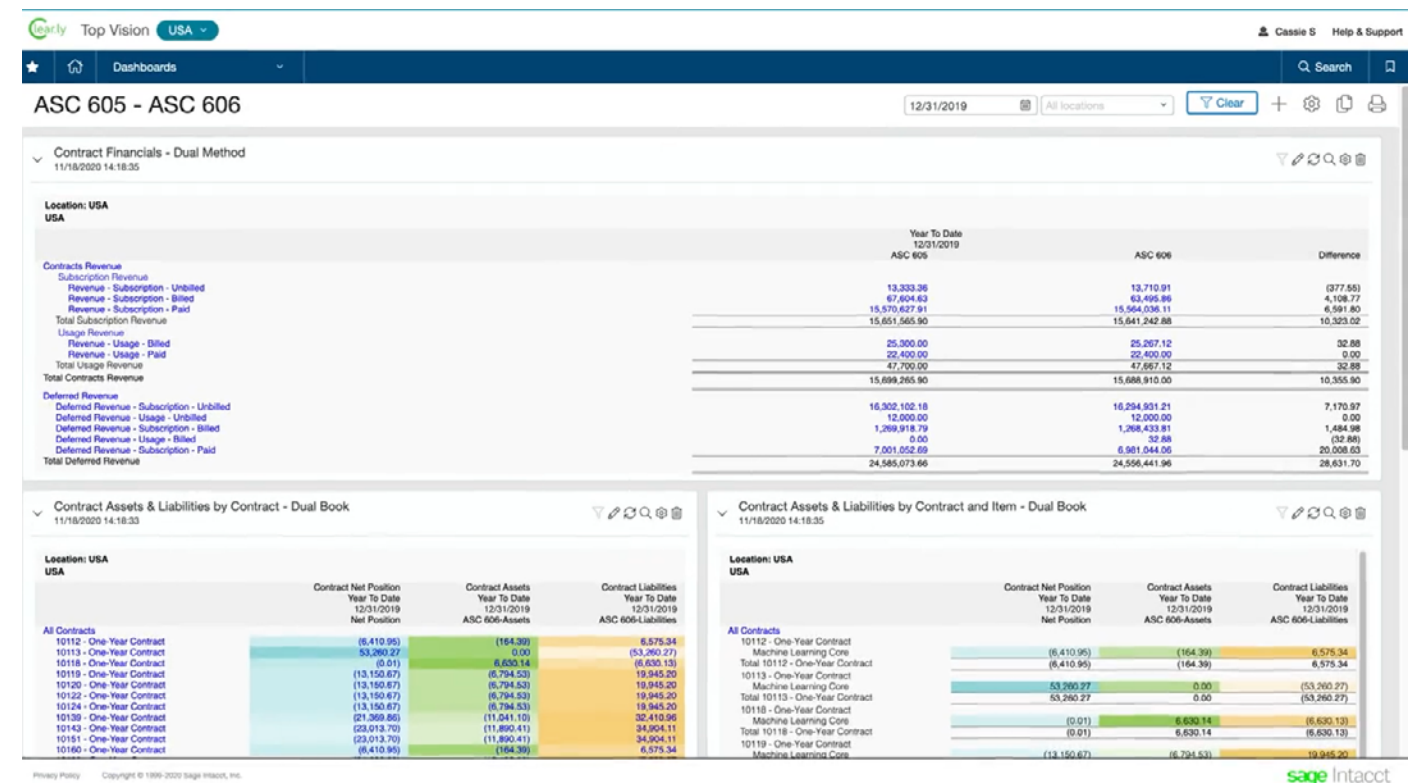 Clear.ly Top Vision USA Cassie S Help & Support
Dashboards Search
ASC 605 - ASC 606 12/31/2019 All locations Clear
Contract Financials - Dual Method
11/18/2020 14:18:35
Location: USA
USA
Year To Date
12/31/2019
ASC 605 ASC 606 Difference
Contracts Revenue
Subscription Revenue
Revenue - Subscription - Unbilled 13,333.36 13,710.91 (377.55)
Revenue - Subscription - Billed 67,604.63 63,495.86 4,108.77
Revenue - Subscription - Paid 15,570,627.91 15,564,036.11 6,591.80
Total Subscription Revenue 15,651,565.90 15,641,242.88 10,323.02
Usage Revenue
Revenue - Usage - Billed 25,300.00 25,267.12 32.88
Revenue - Usage - Paid 22,400.00 22,400.00 0.00
Total Usage Revenue 47,700.00 47,667.12 32.88
Total Contracts Revenue 15,699,265.90 15,688,910.00 10,355.90
Deferred Revenue
Deferred Revenue - Subscription - Unbilled 16,302,102.18 16,294,931.21 7,170.97
Deferred Revenue - Usage - Unbilled 12,000.00 12,000.00 0.00
Deferred Revenue - Subscription - Billed 1,269,918.79 1,268,433.81 1,484.98
Deferred Revenue - Usage - Billed 0.00 32.88 (32.88)
Deferred Revenue - Subscription - Paid 7,001,052.69 6,981,044.06 20,008.63
Total Deferred Revenue 24,585,073.66 24,556,441.96 28,631.70
Contract Assets & Liabilities by Contract - Dual Book
11/18/2020 14:18:33
Location: USA
USA
Contract Net Position Contract Assets Contract Liabilities
Year To Date Year To Date Year To Date
12/31/2019 12/31/2019 12/31/2019
Net Position ASC 606-Assets ASC 606-Liabilities
All Contracts
10112 - One-Year Contract (6,410.95) (164.39) 6,575.34
10113 - One-Year Contract 53,260.27 0.00 (53,260.27)
10118 - One-Year Contract (0.01) 6,630.14 (6,630.13)
10119 - One-Year Contract (13,150.67) (6,794.53) 19,945.20
10120 - One-Year Contract (13,150.67) (6,794.53) 19,945.20
10122 - One-Year Contract (13,150.67) (6,794.53) 19,945.20
10124 - One-Year Contract (13,150.67) (6,794.53) 19,945.20
10139 - One-Year Contract (21,369.86) (11,041.10) 32,410.96
10143 - One-Year Contract (23,013.70) (11,890.41) 34,904.11
10151 - One-Year Contract (23,013.70) (11,890.41) 34,904.11
10160 - One-Year Contract (6,410.95) (164.39) 6,575.34
Contract Assets & Liabilities by Contract and Item - Dual Book
11/18/2020 14:18:35
Location: USA
USA
Contract Net Position Contract Assets Contract Liabilities
Year To Date Year To Date Year To Date
12/31/2019 12/31/2019 12/31/2019
Net Position ASC 606-Assets ASC 606-Liabilities
All Contracts
10112 - One-Year Contract
Machine Learning Core (6,410.95) (164.39) 6,575.34
Total 10112 - One-Year Contract (6,410.95) (164.39) 6,575.34
10113 - One-Year Contract
Machine Learning Core 53,260.27 0.00 (53,260.27)
Total 10113 - One-Year Contract 53,260.27 0.00 (53,260.27)
10118 - One-Year Contract
Machine Learning Core (0.01) 6,630.14 (6,630.13)
Total 10118 - One-Year Contract (0.01) 6,630.14 (6,630.13)
10119 - One-Year Contract
Machine Learning Core (13,150.67) (6,794.53) 19,945.20
Privacy Policy Copyright © 1999-2020 Sage Intacct, Inc.
sage Intacct